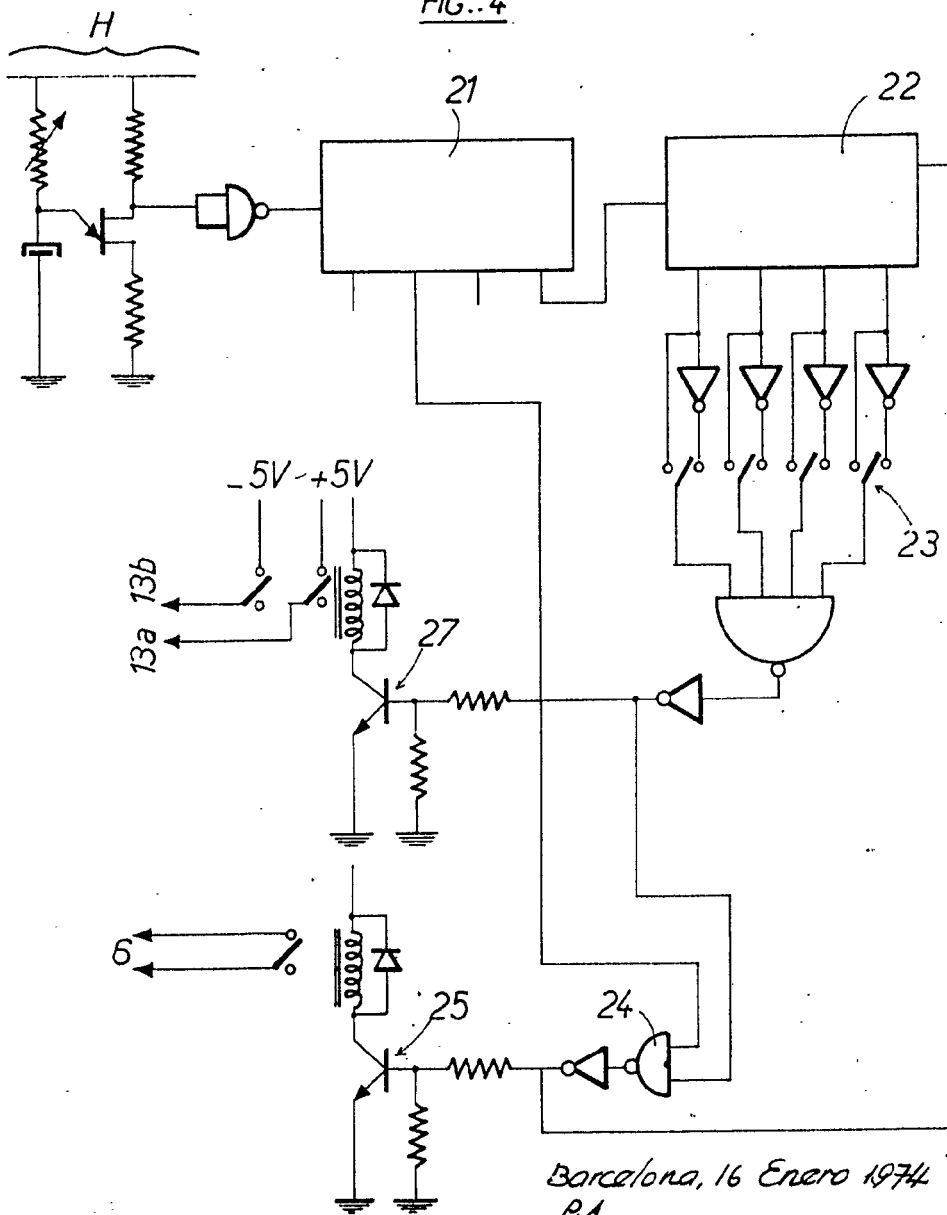 FIG..4
H
21
22
23
-5V-+5V
13b
13a
27
6
25
24
Barcelona, 16 Enero 1974
P.A.